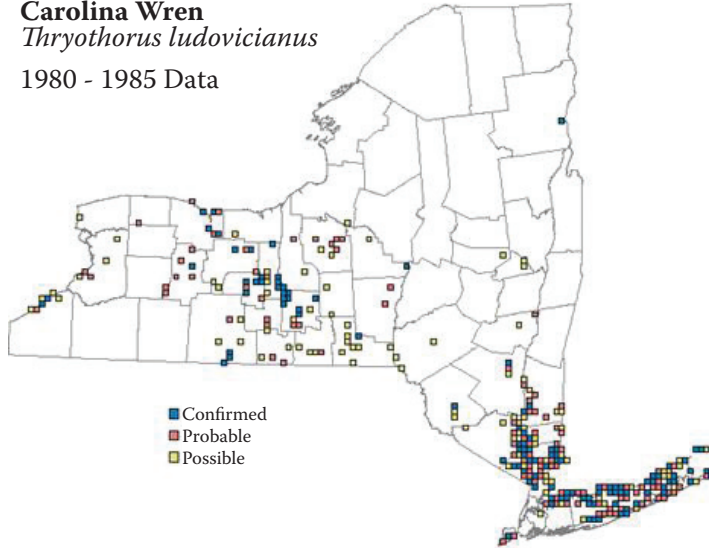 Carolina Wren
Thryothorus ludovicianus
1980 - 1985 Data
Confirmed
Probable
Possible